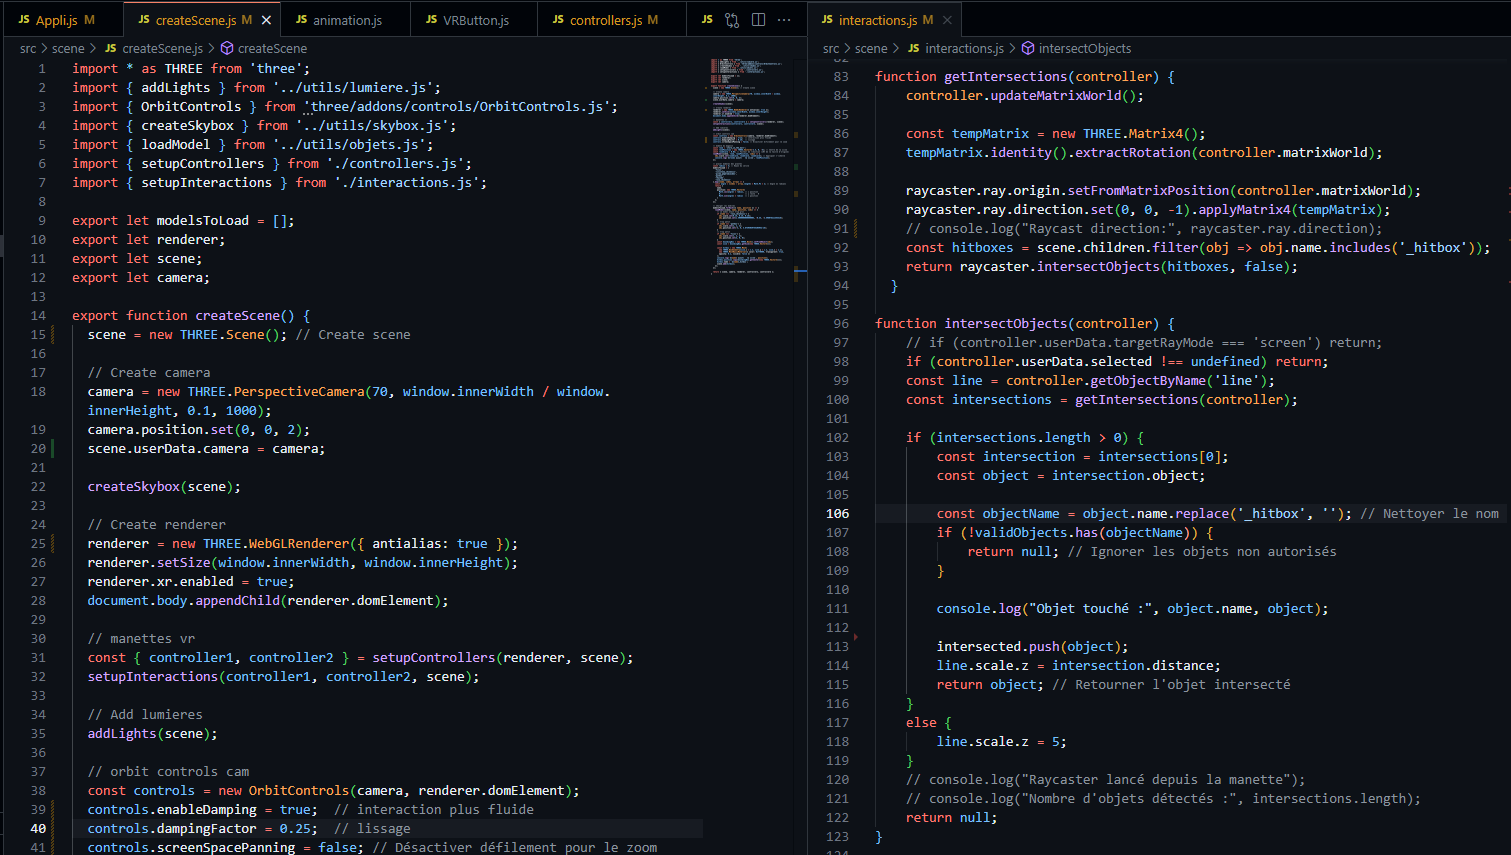 JS Appli.js M
JS createScene.js M ×
JS animation.js
JS VRButton.js
JS controllers.js M
JS
src > scene > JS createScene.js > createScene
1 import * as THREE from 'three';
2 import { addLights } from '../utils/lumiere.js';
3 import { OrbitControls } from 'three/addons/controls/OrbitControls.js';
4 import { createSkybox } from '../utils/skybox.js';
5 import { loadModel } from '../utils/objets.js';
6 import { setupControllers } from './controllers.js';
7 import { setupInteractions } from './interactions.js';
8
9 export let modelsToLoad = [];
10 export let renderer;
11 export let scene;
12 export let camera;
13
14 export function createScene() {
15 scene = new THREE.Scene(); // Create scene
16
17 // Create camera
18 camera = new THREE.PerspectiveCamera(70, window.innerWidth / window.
innerHeight, 0.1, 1000);
19 camera.position.set(0, 0, 2);
20 scene.userData.camera = camera;
21
22 createSkybox(scene);
23
24 // Create renderer
25 renderer = new THREE.WebGLRenderer({ antialias: true });
26 renderer.setSize(window.innerWidth, window.innerHeight);
27 renderer.xr.enabled = true;
28 document.body.appendChild(renderer.domElement);
29
30 // manettes vr
31 const { controller1, controller2 } = setupControllers(renderer, scene);
32 setupInteractions(controller1, controller2, scene);
33
34 // Add lumieres
35 addLights(scene);
36
37 // orbit controls cam
38 const controls = new OrbitControls(camera, renderer.domElement);
39 controls.enableDamping = true; // interaction plus fluide
40 controls.dampingFactor = 0.25; // lissage
41 controls.screenSpacePanning = false; // Désactiver défilement pour le zoom
JS interactions.js M ×
src > scene > JS interactions.js > intersectObjects
82
83 function getIntersections(controller) {
84 controller.updateMatrixWorld();
85
86 const tempMatrix = new THREE.Matrix4();
87 tempMatrix.identity().extractRotation(controller.matrixWorld);
88
89 raycaster.ray.origin.setFromMatrixPosition(controller.matrixWorld);
90 raycaster.ray.direction.set(0, 0, -1).applyMatrix4(tempMatrix);
91 // console.log("Raycast direction:", raycaster.ray.direction);
92 const hitboxes = scene.children.filter(obj => obj.name.includes('_hitbox'));
93 return raycaster.intersectObjects(hitboxes, false);
94 }
95
96 function intersectObjects(controller) {
97 // if (controller.userData.targetRayMode === 'screen') return;
98 if (controller.userData.selected !== undefined) return;
99 const line = controller.getObjectByName('line');
100 const intersections = getIntersections(controller);
101
102 if (intersections.length > 0) {
103 const intersection = intersections[0];
104 const object = intersection.object;
105
106 const objectName = object.name.replace('_hitbox', ''); // Nettoyer le nom
107 if (!validObjects.has(objectName)) {
108 return null; // Ignorer les objets non autorisés
109 }
110
111 console.log("Objet touché :", object.name, object);
112
113 intersected.push(object);
114 line.scale.z = intersection.distance;
115 return object; // Retourner l'objet intersecté
116 }
117 else {
118 line.scale.z = 5;
119 }
120 // console.log("Raycaster lancé depuis la manette");
121 // console.log("Nombre d'objets détectés :", intersections.length);
122 return null;
123 }
124